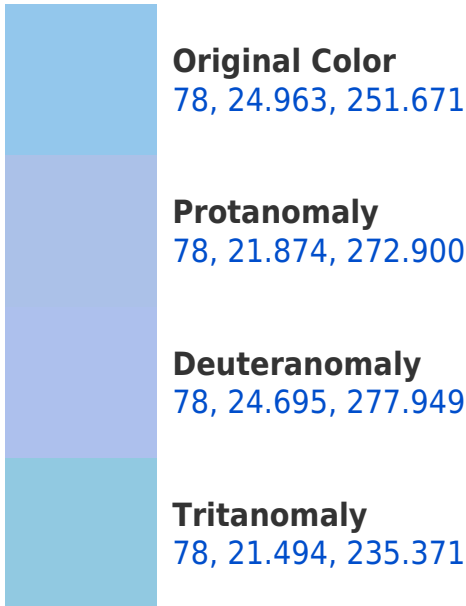 Original Color
78, 24.963, 251.671
Protanomaly
78, 21.874, 272.900
Deuteranomaly
78, 24.695, 277.949
Tritanomaly
78, 21.494, 235.371